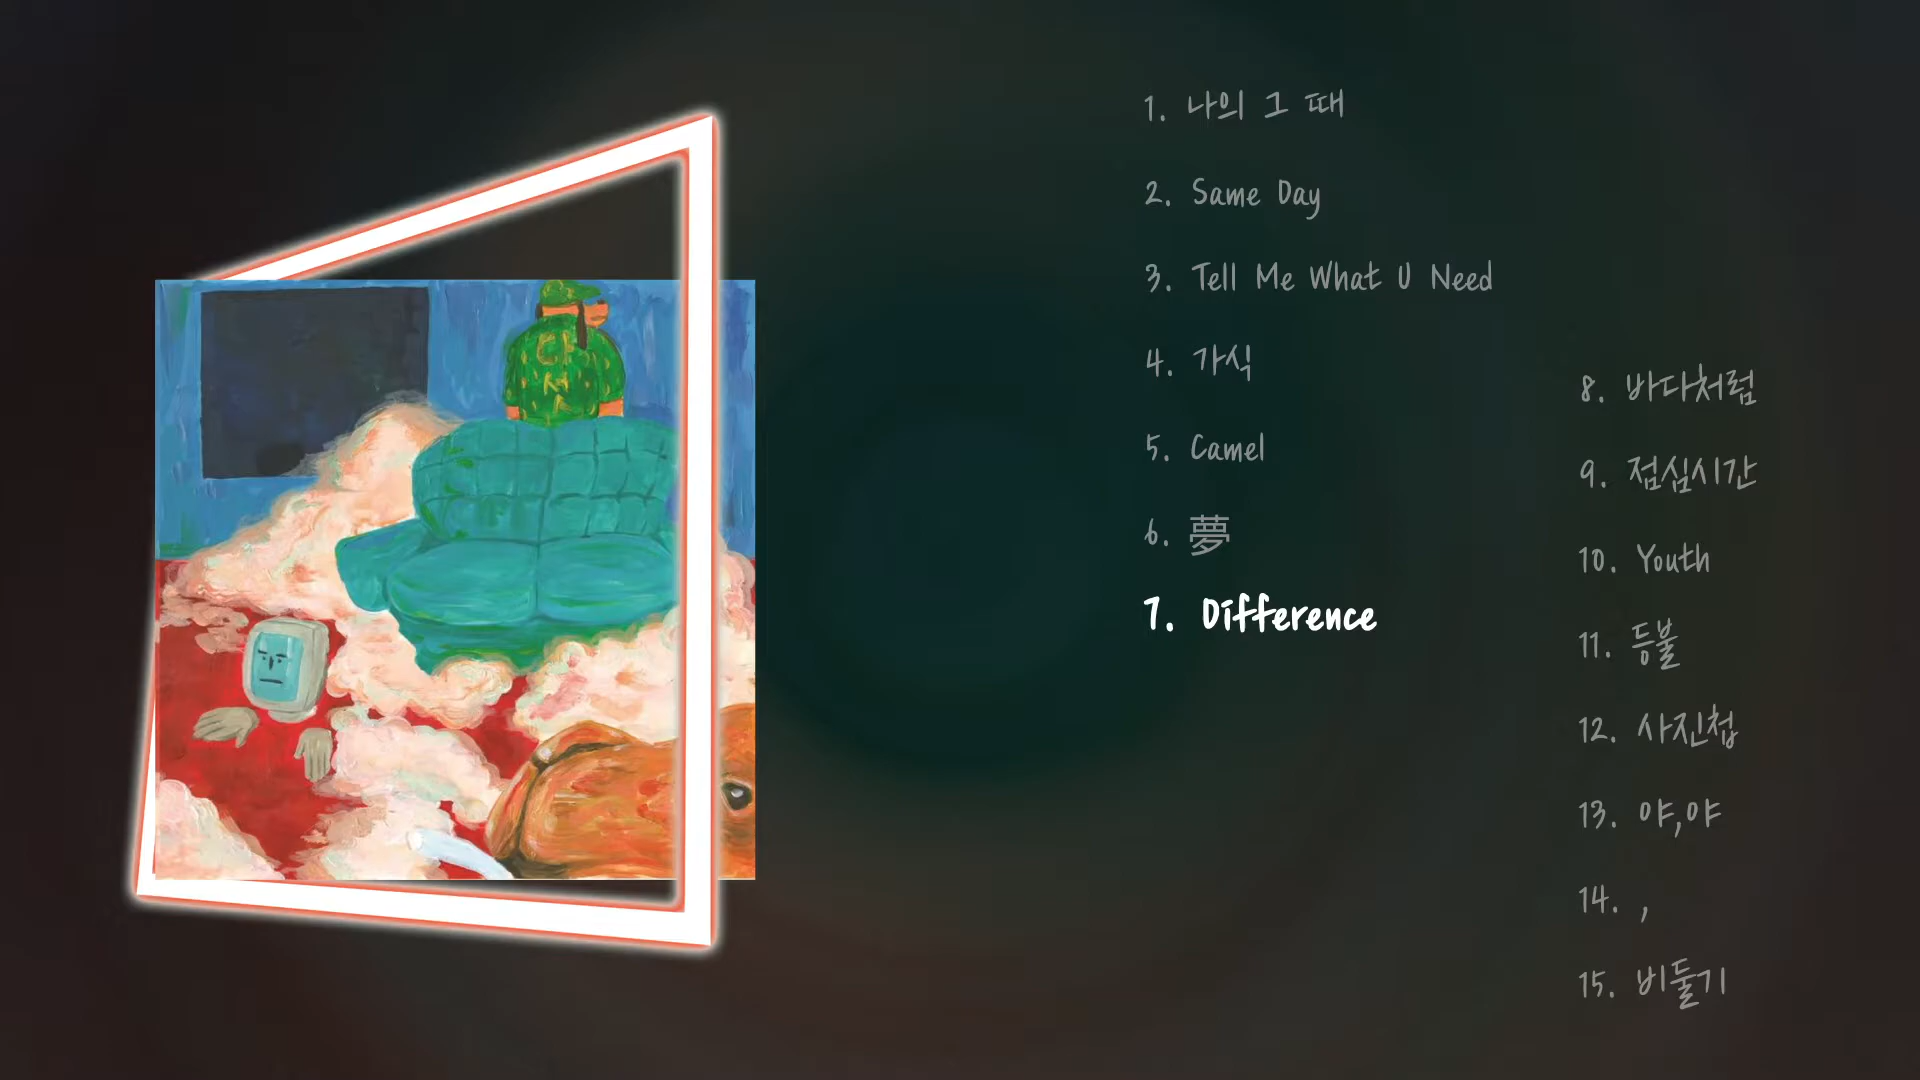 다
섯
1. 나의 그 때
2. Same Day
3. Tell Me What U Need
4. 가식
5. Camel
6. 夢
7. Difference
8. 바다처럼
9. 점심시간
10. Youth
11. 등불
12. 사진첩
13. 야,야
14. ,
15. 비둘기